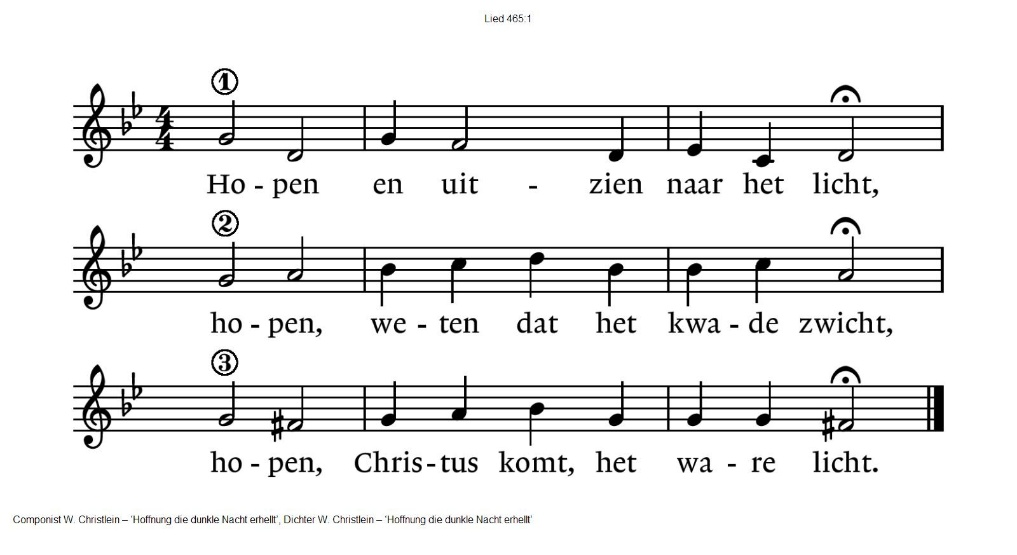 Lied 465:1
1
4/4
Ho - pen en uit - zien naar het licht,
2
ho - pen, we - ten dat het kwa - de zwicht,
3
ho - pen, Chris - tus komt, het wa - re licht.
Componist W. Christlein – 'Hoffnung die dunkle Nacht erhellt', Dichter W. Christlein – 'Hoffnung die dunkle Nacht erhellt'